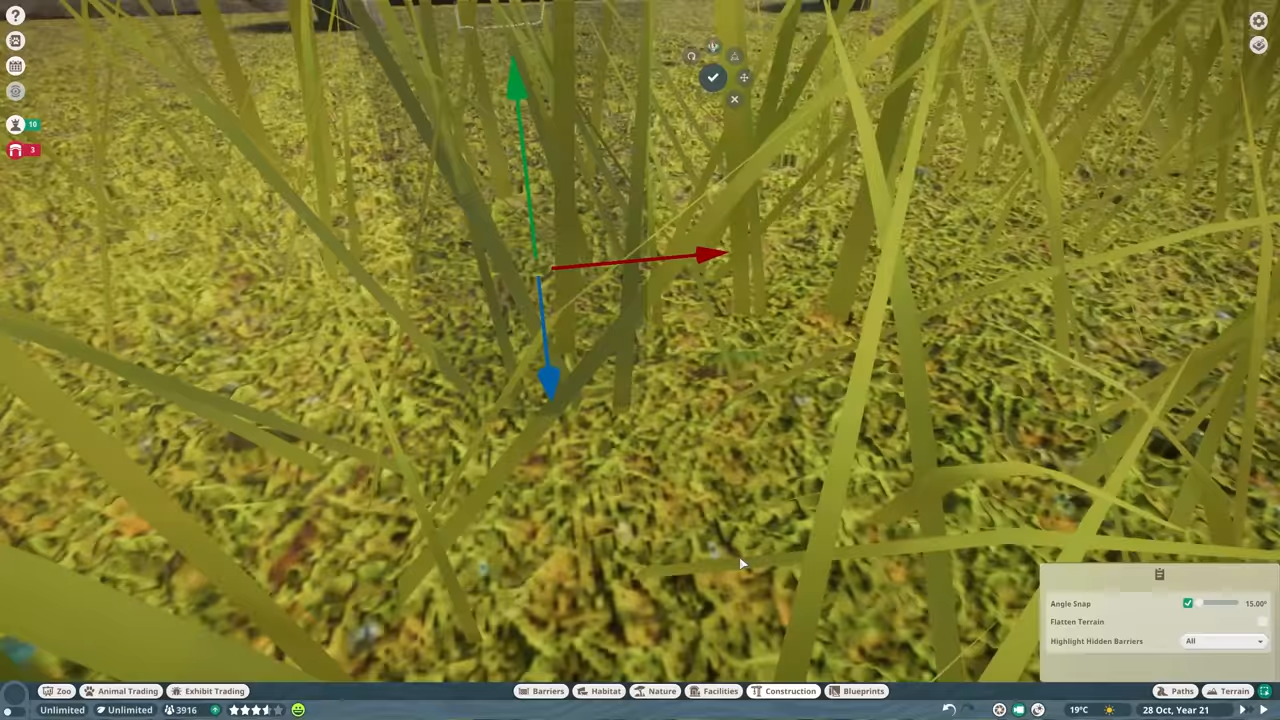 ?
10
3
Angle Snap 15.00°
Flatten Terrain
Highlight Hidden Barriers All
Zoo Animal Trading Exhibit Trading Barriers Habitat Nature Facilities Construction Blueprints Paths Terrain
Unlimited Unlimited 3916 19°C 28 Oct, Year 21